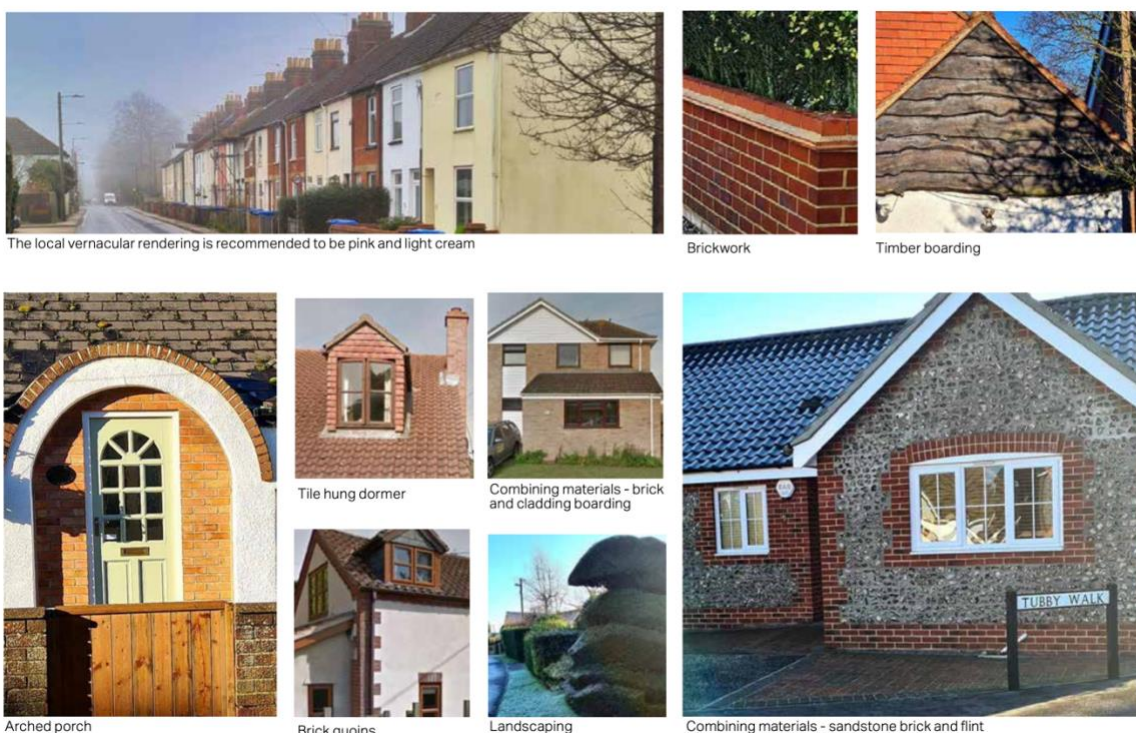 The local vernacular rendering is recommended to be pink and light cream
Brickwork
Timber boarding
Tile hung dormer
Combining materials - brick
and cladding boarding
TUBBY WALK
Arched porch
Brick quoins
Landscaping
Combining materials - sandstone brick and flint